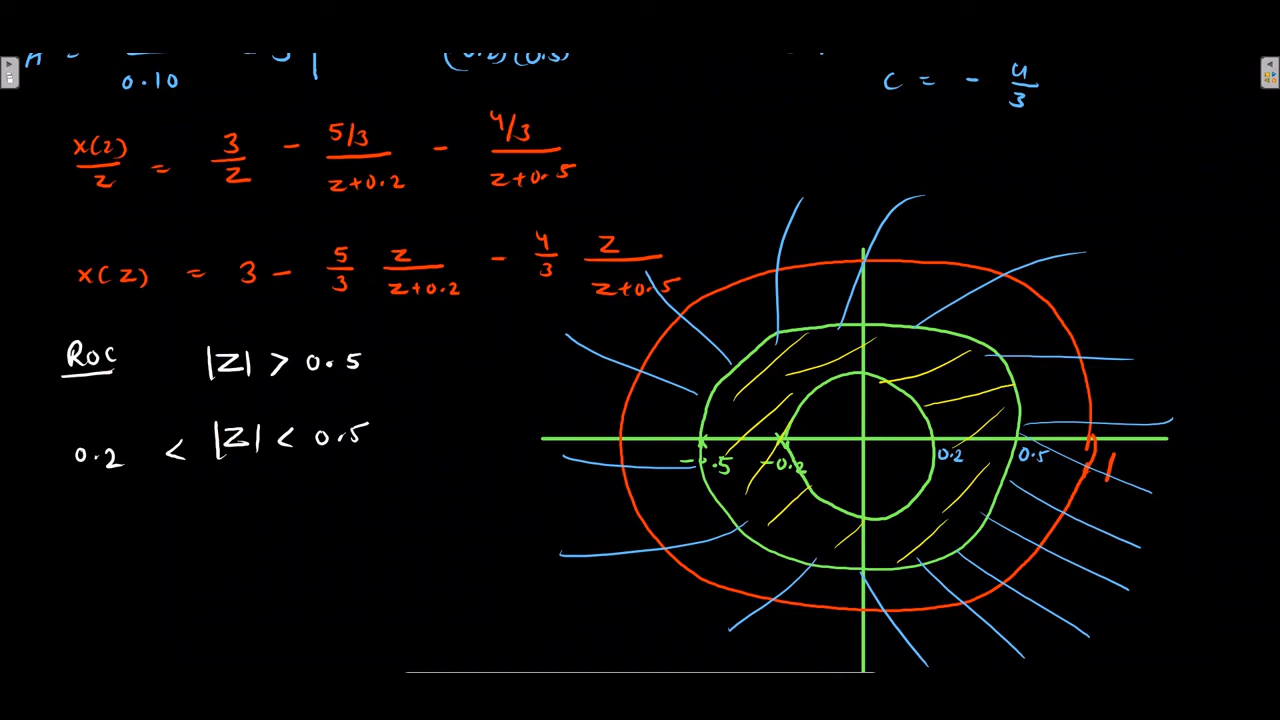 0.10
C = - 4/3
X(Z)/Z = 3/Z - 5/3/(Z+0.2) - 4/3/(Z+0.5)
X(Z) = 3 - 5/3 Z/(Z+0.2) - 4/3 Z/(Z+0.5)
ROC |Z| > 0.5
0.2 < |Z| < 0.5
-0.5 -0.2 0.2 0.5 1